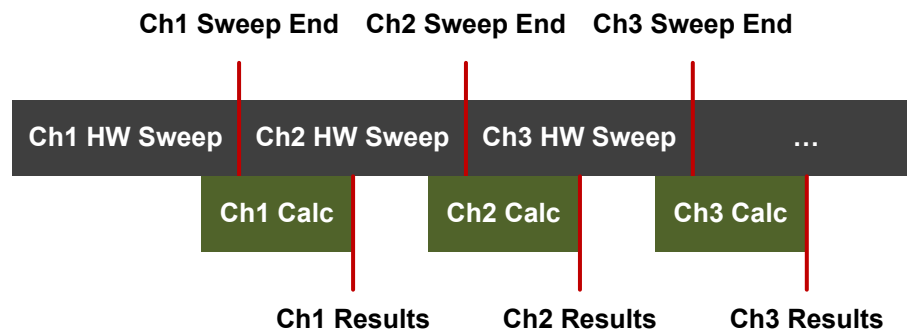 Ch1 Sweep End
Ch2 Sweep End
Ch3 Sweep End
Ch1 HW Sweep
Ch2 HW Sweep
Ch3 HW Sweep
…
Ch1 Calc
Ch2 Calc
Ch3 Calc
Ch1 Results
Ch2 Results
Ch3 Results